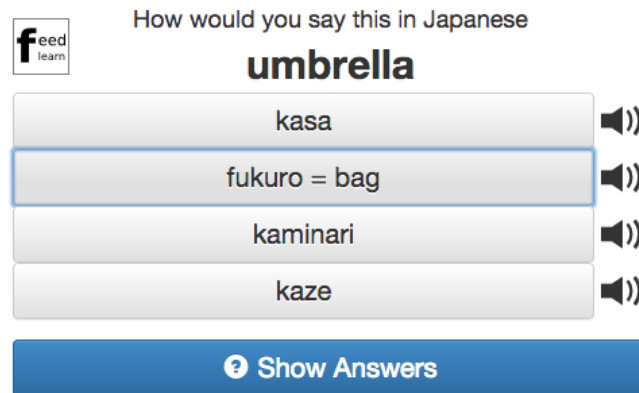 feed
learn
How would you say this in Japanese
umbrella
kasa
fukuro = bag
kaminari
kaze
? Show Answers